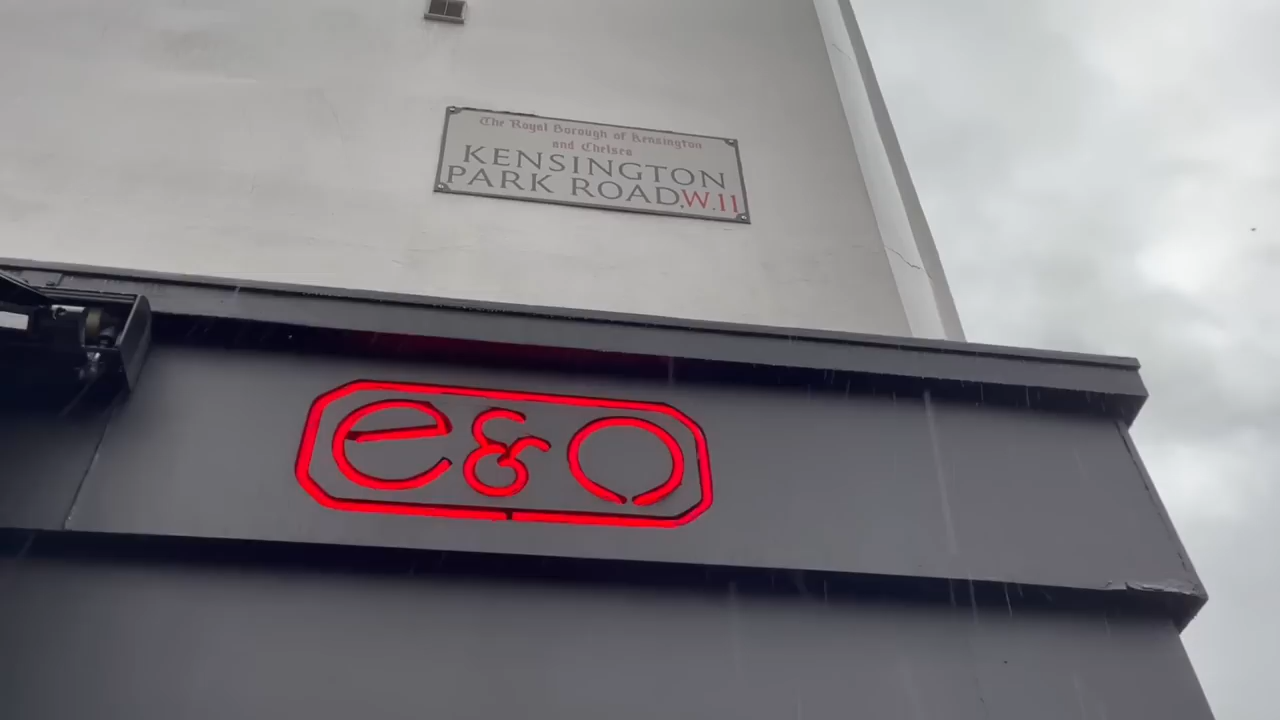 The Royal Borough of Kensington
and Chelsea
KENSINGTON
PARK ROAD.W.11
e&o